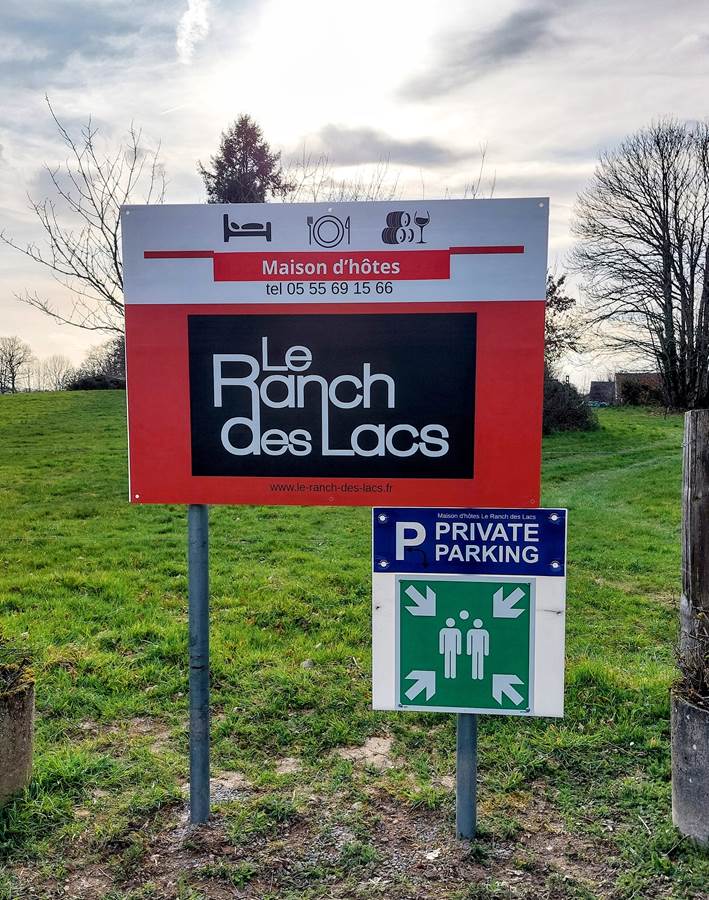 Maison d'hôtes
tel 05 55 69 15 66
Le
Ranch
des Lacs
www.le-ranch-des-lacs.fr
Maison d'hôtes Le Ranch des Lacs
P PRIVATE
PARKING